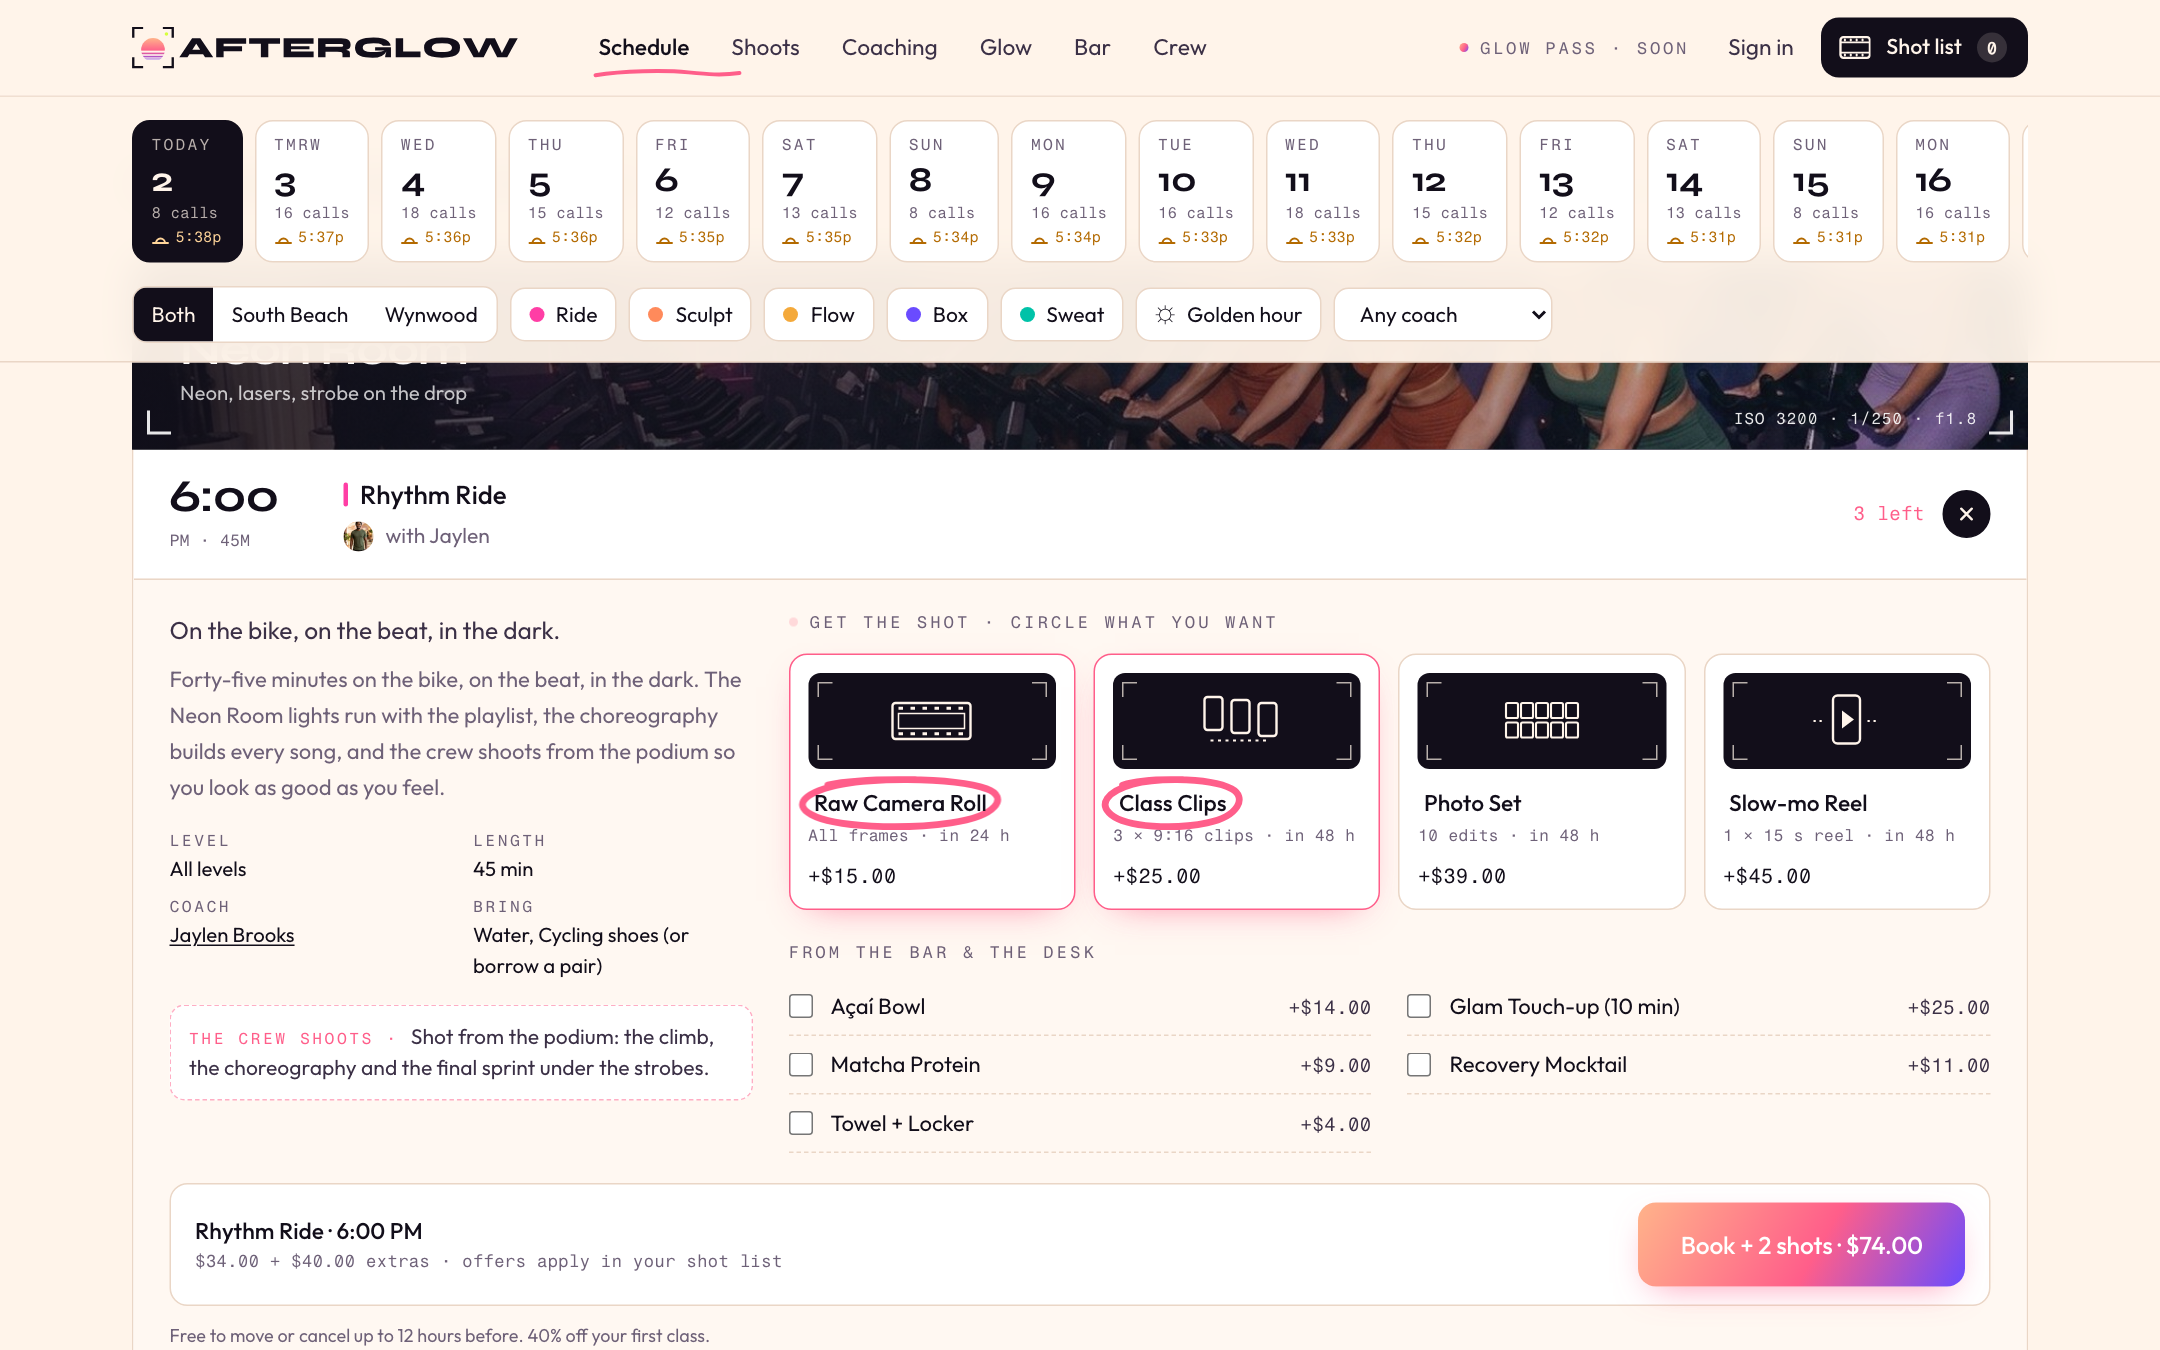 AFTERGLOW
Schedule
Shoots
Coaching
Glow
Bar
Crew
GLOW PASS · SOON
Sign in
Shot list 0
TODAY
2
8 calls
5:38p
TMRW
3
16 calls
5:37p
WED
4
18 calls
5:36p
THU
5
15 calls
5:36p
FRI
6
12 calls
5:35p
SAT
7
13 calls
5:35p
SUN
8
8 calls
5:34p
MON
9
16 calls
5:34p
TUE
10
16 calls
5:33p
WED
11
18 calls
5:33p
THU
12
15 calls
5:32p
FRI
13
12 calls
5:32p
SAT
14
13 calls
5:31p
SUN
15
8 calls
5:31p
MON
16
16 calls
5:31p
Both
South Beach
Wynwood
Ride
Sculpt
Flow
Box
Sweat
Golden hour
Any coach
Neon Room
Neon, lasers, strobe on the drop
ISO 3200 · 1/250 · f1.8
6:00
PM · 45M
Rhythm Ride
with Jaylen
3 left
On the bike, on the beat, in the dark.
Forty-five minutes on the bike, on the beat, in the dark. The
Neon Room lights run with the playlist, the choreography
builds every song, and the crew shoots from the podium so
you look as good as you feel.
LEVEL
All levels
LENGTH
45 min
COACH
Jaylen Brooks
BRING
Water, Cycling shoes (or
borrow a pair)
THE CREW SHOOTS · Shot from the podium: the climb,
the choreography and the final sprint under the strobes.
GET THE SHOT · CIRCLE WHAT YOU WANT
Raw Camera Roll
All frames · in 24 h
+$15.00
Class Clips
3 × 9:16 clips · in 48 h
+$25.00
Photo Set
10 edits · in 48 h
+$39.00
Slow-mo Reel
1 × 15 s reel · in 48 h
+$45.00
FROM THE BAR & THE DESK
Açaí Bowl +$14.00
Glam Touch-up (10 min) +$25.00
Matcha Protein +$9.00
Recovery Mocktail +$11.00
Towel + Locker +$4.00
Rhythm Ride · 6:00 PM
$34.00 + $40.00 extras · offers apply in your shot list
Book + 2 shots · $74.00
Free to move or cancel up to 12 hours before. 40% off your first class.